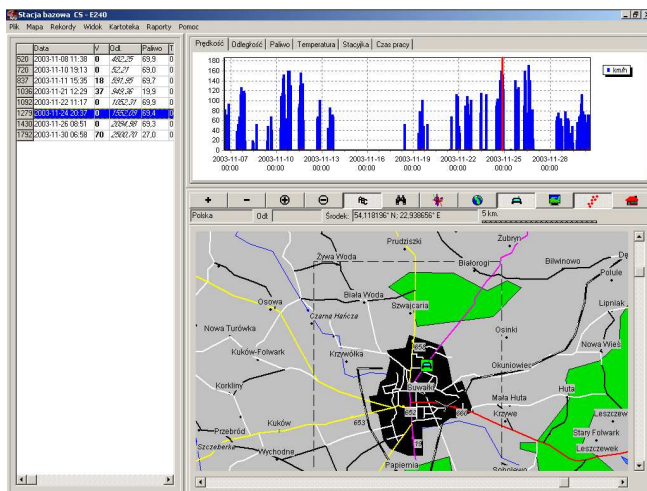 Stacja bazowa CS - E240
Plik Mapa Rekordy Widok Kartoteka Raporty Pomoc
Data V Odl. Paliwo T
520 2003-11-08 11:38 0 492,25 69,9 0
720 2003-11-10 19:13 0 52,21 69,0 0
837 2003-11-11 15:35 18 597,95 69,7 0
1036 2003-11-21 12:29 37 949,36 19,9 0
1092 2003-11-22 11:17 0 1052,31 69,9 0
1279 2003-11-24 20:37 0 1552,09 69,4 0
1430 2003-11-26 08:51 0 2094,98 69,3 0
1792 2003-11-30 06:58 70 2500,70 27,0 0
Prędkość Odległość Paliwo Temperatura Stacyjka Czas pracy
180
160
140
120
100
80
60
40
20
0
km/h
2003-11-07 2003-11-10 2003-11-13 2003-11-16 2003-11-19 2003-11-22 2003-11-25 2003-11-28
00:00 00:00 00:00 00:00 00:00 00:00 00:00 00:00
Polska Odl Środek: 54,118196° N; 22,938656° E 5 km.
Prudziszki Zubryn
Żywa Woda Białorogi Bilwinowo
Polule
Biała Woda
Osowa Szwajcaria Lipniak
Czarna Hańcza
Nowa Turówka Osinki
Kuków-Folwark Krzywólka Nowa Wieś
Okuniowiec
Korkliny Suwałki Huta
Mała Huta
652 Krzywe Leszczew
Kuków 653
Przebród Stary Folwark
Szczeberka Wychodne Leszczewek
Papiernia Sobolewo